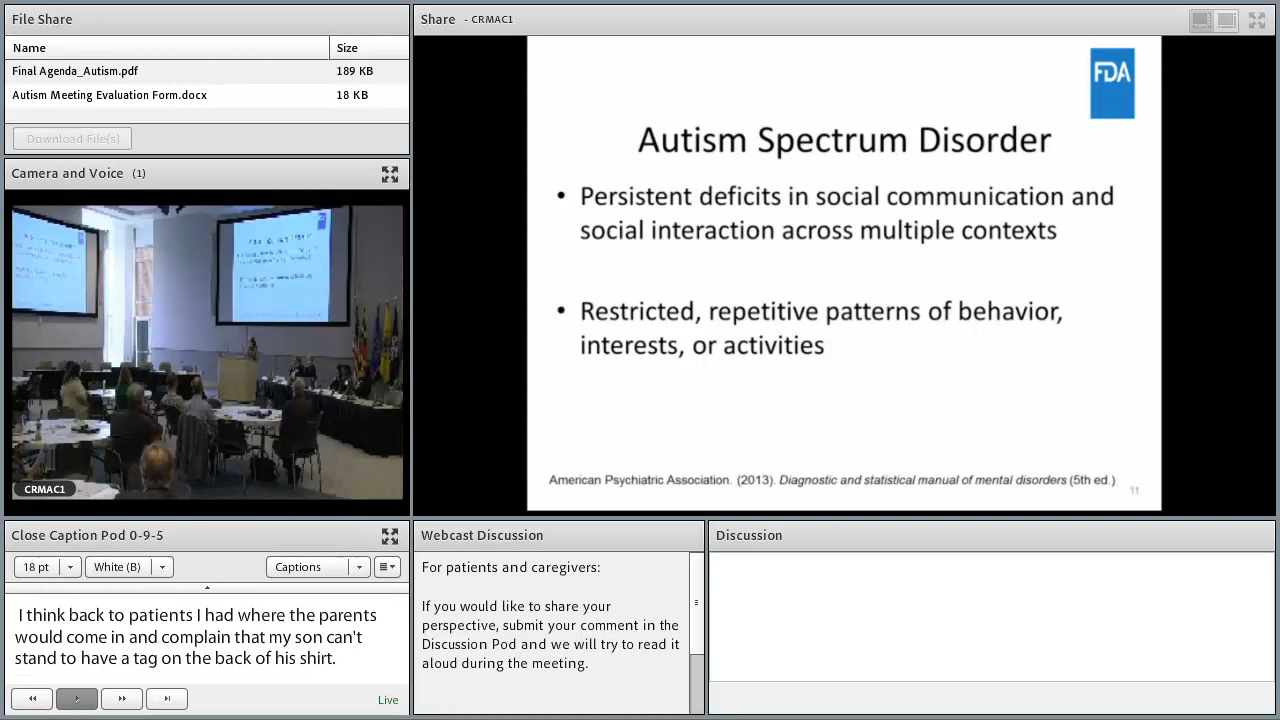 File Share
Name Size
Final Agenda_Autism.pdf 189 KB
Autism Meeting Evaluation Form.docx 18 KB
Download File(s)
Camera and Voice (1)
CRMAC1
Share - CRMAC1
FDA
Autism Spectrum Disorder
• Persistent deficits in social communication and
social interaction across multiple contexts
• Restricted, repetitive patterns of behavior,
interests, or activities
American Psychiatric Association. (2013). Diagnostic and statistical manual of mental disorders (5th ed.)
11
Close Caption Pod 0-9-5
18 pt White (B) Captions
I think back to patients I had where the parents
would come in and complain that my son can't
stand to have a tag on the back of his shirt.
Live
Webcast Discussion
For patients and caregivers:
If you would like to share your
perspective, submit your comment in the
Discussion Pod and we will try to read it
aloud during the meeting.
Discussion